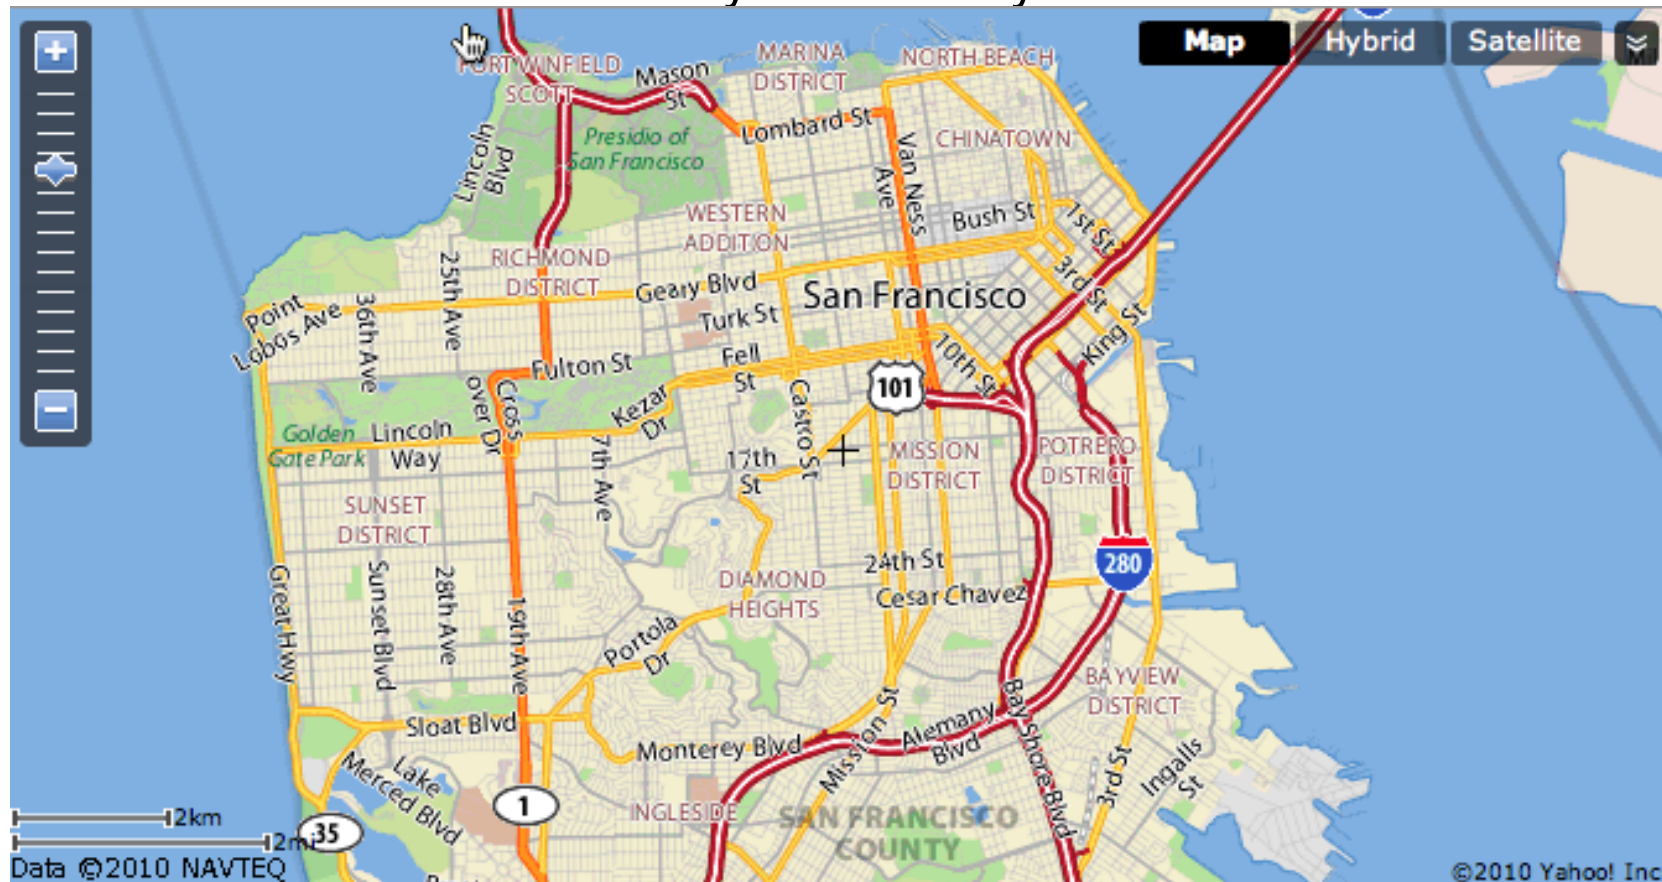 Map
Hybrid
Satellite
FORT WINFIELD
SCOTT
Mason
St
MARINA
DISTRICT
NORTH BEACH
Lincoln
Blvd
Presidio of
San Francisco
Lombard St
Van Ness
Ave
CHINATOWN
WESTERN
ADDITION
Bush St
1st St
RICHMOND
DISTRICT
25th Ave
Geary Blvd
San Francisco
3rd St
Point
Lobos Ave
36th Ave
Turk St
King St
Fulton St
Fell
St
10th St
101
Cross
over Dr
Kezar
Dr
Castro St
Golden
Gate Park
Lincoln
Way
7th Ave
17th
St
MISSION
DISTRICT
POTRERO
DISTRICT
SUNSET
DISTRICT
24th St
280
Great Hwy
Sunset Blvd
28th Ave
19th Ave
DIAMOND
HEIGHTS
Cesar Chavez
Portola
Dr
BAYVIEW
DISTRICT
Sloat Blvd
Monterey Blvd
Mission St
Mission St
Alemany
Blvd
Bay Shore Blvd
3rd St
Ingalls
St
Lake
Merced Blvd
1
INGLESIDE
SAN FRANCISCO
COUNTY
2km
2mi
35
Data ©2010 NAVTEQ
©2010 Yahoo! Inc